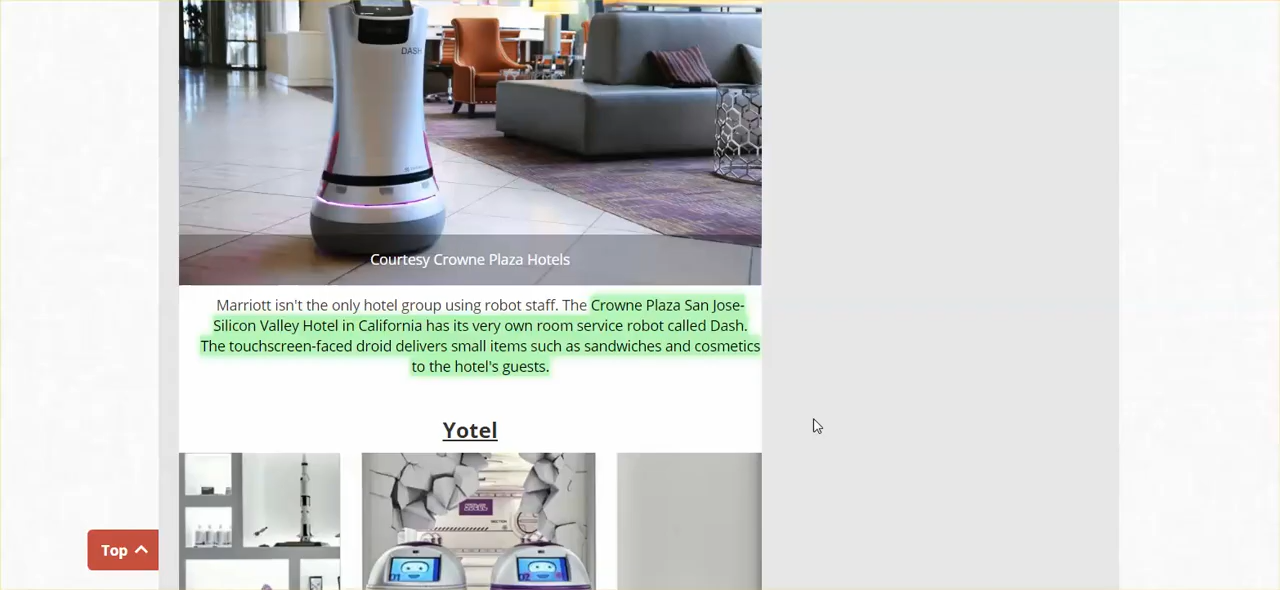 DASH
Courtesy Crowne Plaza Hotels
Marriott isn't the only hotel group using robot staff. The Crowne Plaza San Jose-
Silicon Valley Hotel in California has its very own room service robot called Dash.
The touchscreen-faced droid delivers small items such as sandwiches and cosmetics
to the hotel's guests.
Yotel
Top